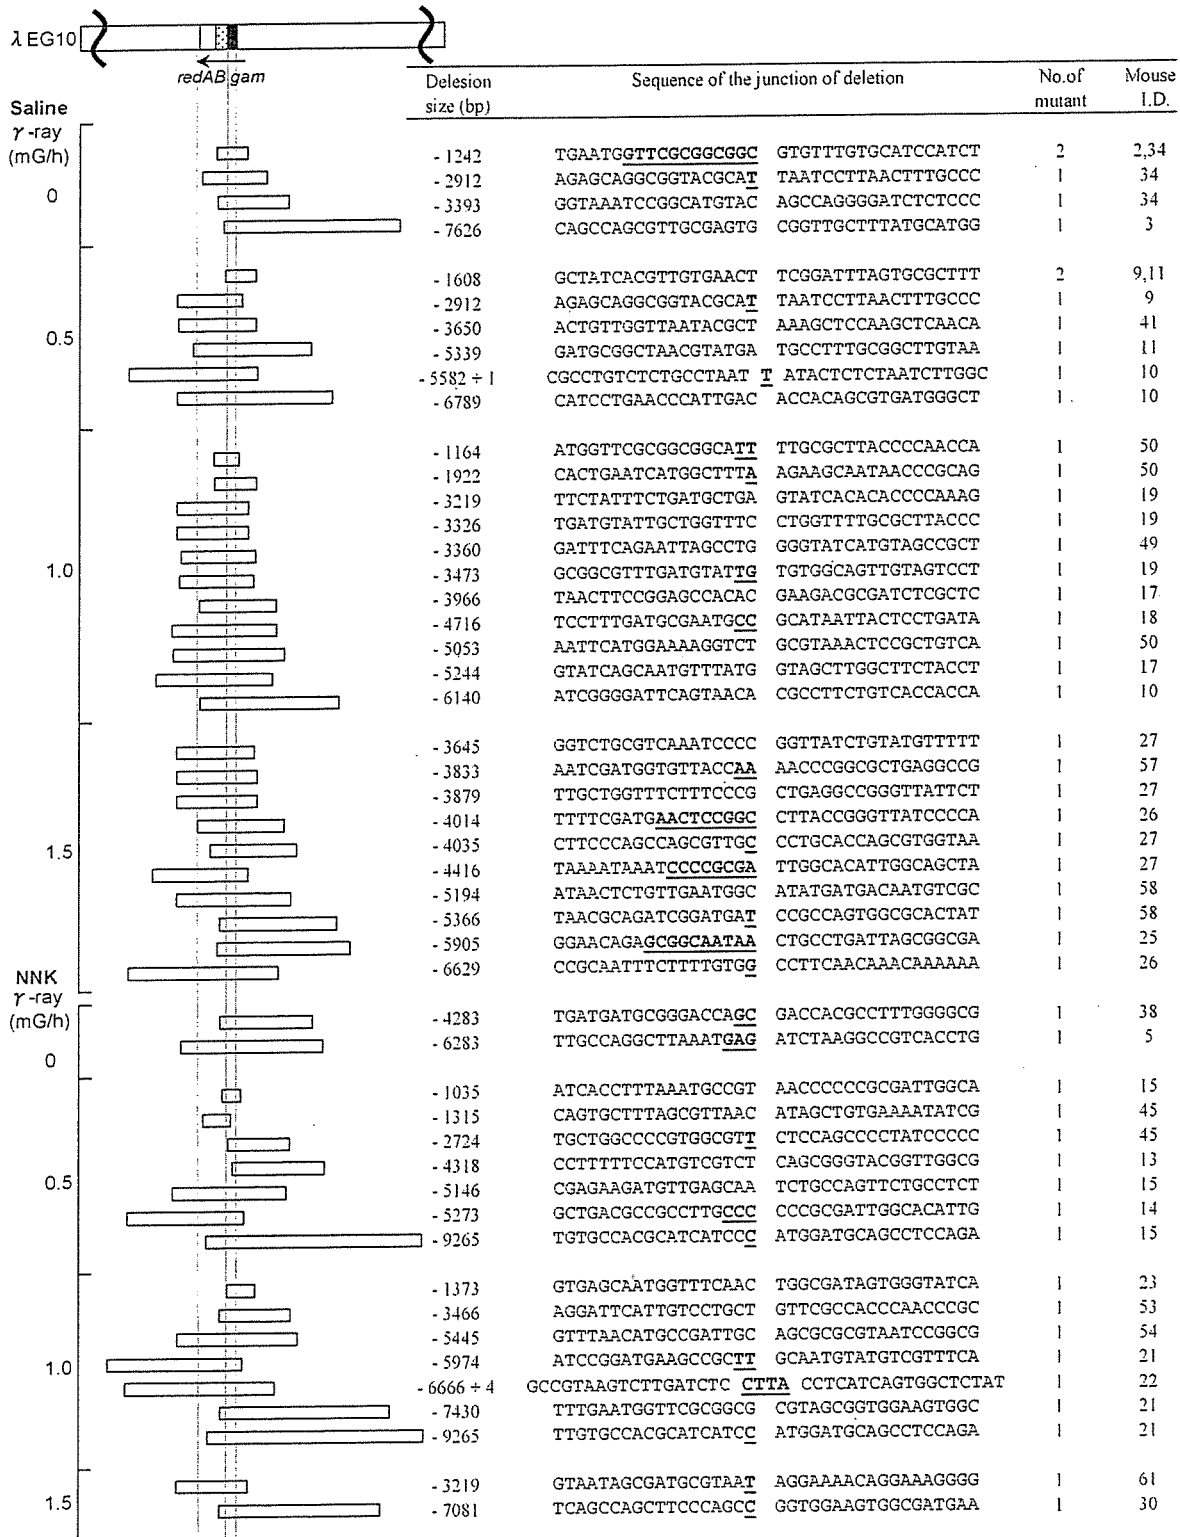 λ EG10
redAB gam
Delesion size (bp) Sequence of the junction of deletion No.of mutant Mouse I.D.
Saline
γ-ray
(mG/h)
0
- 1242 TGAATGGTTCGCGGCGGC GTGTTTGTGCATCCATCT 2 2,34
- 2912 AGAGCAGGCGGTACGCAT TAATCCTTAACTTTGCCC 1 34
- 3393 GGTAAATCCGGCATGTAC AGCCAGGGGATCTCTCCC 1 34
- 7626 CAGCCAGCGTTGCGAGTG CGGTTGCTTTATGCATGG 1 3
0.5
- 1608 GCTATCACGTTGTGAACT TCGGATTTAGTGCGCTTT 2 9,11
- 2912 AGAGCAGGCGGTACGCAT TAATCCTTAACTTTGCCC 1 9
- 3650 ACTGTTGGTTAATACGCT AAAGCTCCAAGCTCAACA 1 41
- 5339 GATGCGGCTAACGTATGA TGCCTTTGCGGCTTGTAA 1 11
- 5582 ÷ 1 CGCCTGTCTCTGCCTAAT T ATACTCTCTAATCTTGGC 1 10
- 6789 CATCCTGAACCCATTGAC ACCACAGCGTGATGGGCT 1 10
1.0
- 1164 ATGGTTCGCGGCGGCATT TTGCGCTTACCCCAACCA 1 50
- 1922 CACTGAATCATGGCTTTA AGAAGCAATAACCCGCAG 1 50
- 3219 TTCTATTTCTGATGCTGA GTATCACACACCCCAAAG 1 19
- 3326 TGATGTATTGCTGGTTTC CTGGTTTTGCGCTTACCC 1 19
- 3360 GATTTCAGAATTAGCCTG GGGTATCATGTAGCCGCT 1 49
- 3473 GCGGCGTTTGATGTATTG TGTGGCAGTTGTAGTCCT 1 19
- 3966 TAACTTCCGGAGCCACAC GAAGACGCGATCTCGCTC 1 17
- 4716 TCCTTTGATGCGAATGCC GCATAATTACTCCTGATA 1 18
- 5053 AATTCATGGAAAAGGTCT GCGTAAACTCCGCTGTCA 1 50
- 5244 GTATCAGCAATGTTTATG GTAGCTTGGCTTCTACCT 1 17
- 6140 ATCGGGGATTCAGTAACA CGCCTTCTGTCACCACCA 1 10
1.5
- 3645 GGTCTGCGTCAAATCCCC GGTTATCTGTATGTTTTT 1 27
- 3833 AATCGATGGTGTTACCAA AACCCGGCGCTGAGGCCG 1 57
- 3879 TTGCTGGTTTCTTTCCCG CTGAGGCCGGGTTATTCT 1 27
- 4014 TTTTCGATGAACTCCGGC CTTACCGGGTTATCCCCA 1 26
- 4035 CTTCCCAGCCAGCGTTGC CCTGCACCAGCGTGGTAA 1 27
- 4416 TAAAATAAATCCCCGCGA TTGGCACATTGGCAGCTA 1 27
- 5194 ATAACTCTGTTGAATGGC ATATGATGACAATGTCGC 1 58
- 5366 TAACGCAGATCGGATGAT CCGCCAGTGGCGCACTAT 1 58
- 5905 GGAACAGAGCGGCAATAA CTGCCTGATTAGCGGCGA 1 25
- 6629 CCGCAATTTCTTTTGTGG CCTTCAACAAACAAAAAA 1 26
NNK
γ-ray
(mG/h)
0
- 4283 TGATGATGCGGGACCAGC GACCACGCCTTTGGGGCG 1 38
- 6283 TTGCCAGGCTTAAATGAG ATCTAAGGCCGTCACCTG 1 5
0.5
- 1035 ATCACCTTTAAATGCCGT AACCCCCCGCGATTGGCA 1 15
- 1315 CAGTGCTTTAGCGTTAAC ATAGCTGTGAAAATATCG 1 45
- 2724 TGCTGGCCCCGTGGCGTT CTCCAGCCCCTATCCCCC 1 45
- 4318 CCTTTTTCCATGTCGTCT CAGCGGGTACGGTTGGCG 1 13
- 5146 CGAGAAGATGTTGAGCAA TCTGCCAGTTCTGCCTCT 1 15
- 5273 GCTGACGCCGCCTTGCCC CCCGCGATTGGCACATTG 1 14
- 9265 TGTGCCACGCATCATCCC ATGGATGCAGCCTCCAGA 1 15
1.0
- 1373 GTGAGCAATGGTTTCAAC TGGCGATAGTGGGTATCA 1 23
- 3466 AGGATTCATTGTCCTGCT GTTCGCCACCCAACCCGC 1 53
- 5445 GTTTAACATGCCGATTGC AGCGCGCGTAATCCGGCG 1 54
- 5974 ATCCGGATGAAGCCGCTT GCAATGTATGTCGTTTCA 1 21
- 6666 ÷ 4 GCCGTAAGTCTTGATCTC CTTA CCTCATCAGTGGCTCTAT 1 22
- 7430 TTTGAATGGTTCGCGGCG CGTAGCGGTGGAAGTGGC 1 21
- 9265 TTGTGCCACGCATCATCC ATGGATGCAGCCTCCAGA 1 21
1.5
- 3219 GTAATAGCGATGCGTAAT AGGAAAACAGGAAAGGGG 1 61
- 7081 TCAGCCAGCTTCCCAGCC GGTGGAAGTGGCGATGAA 1 30